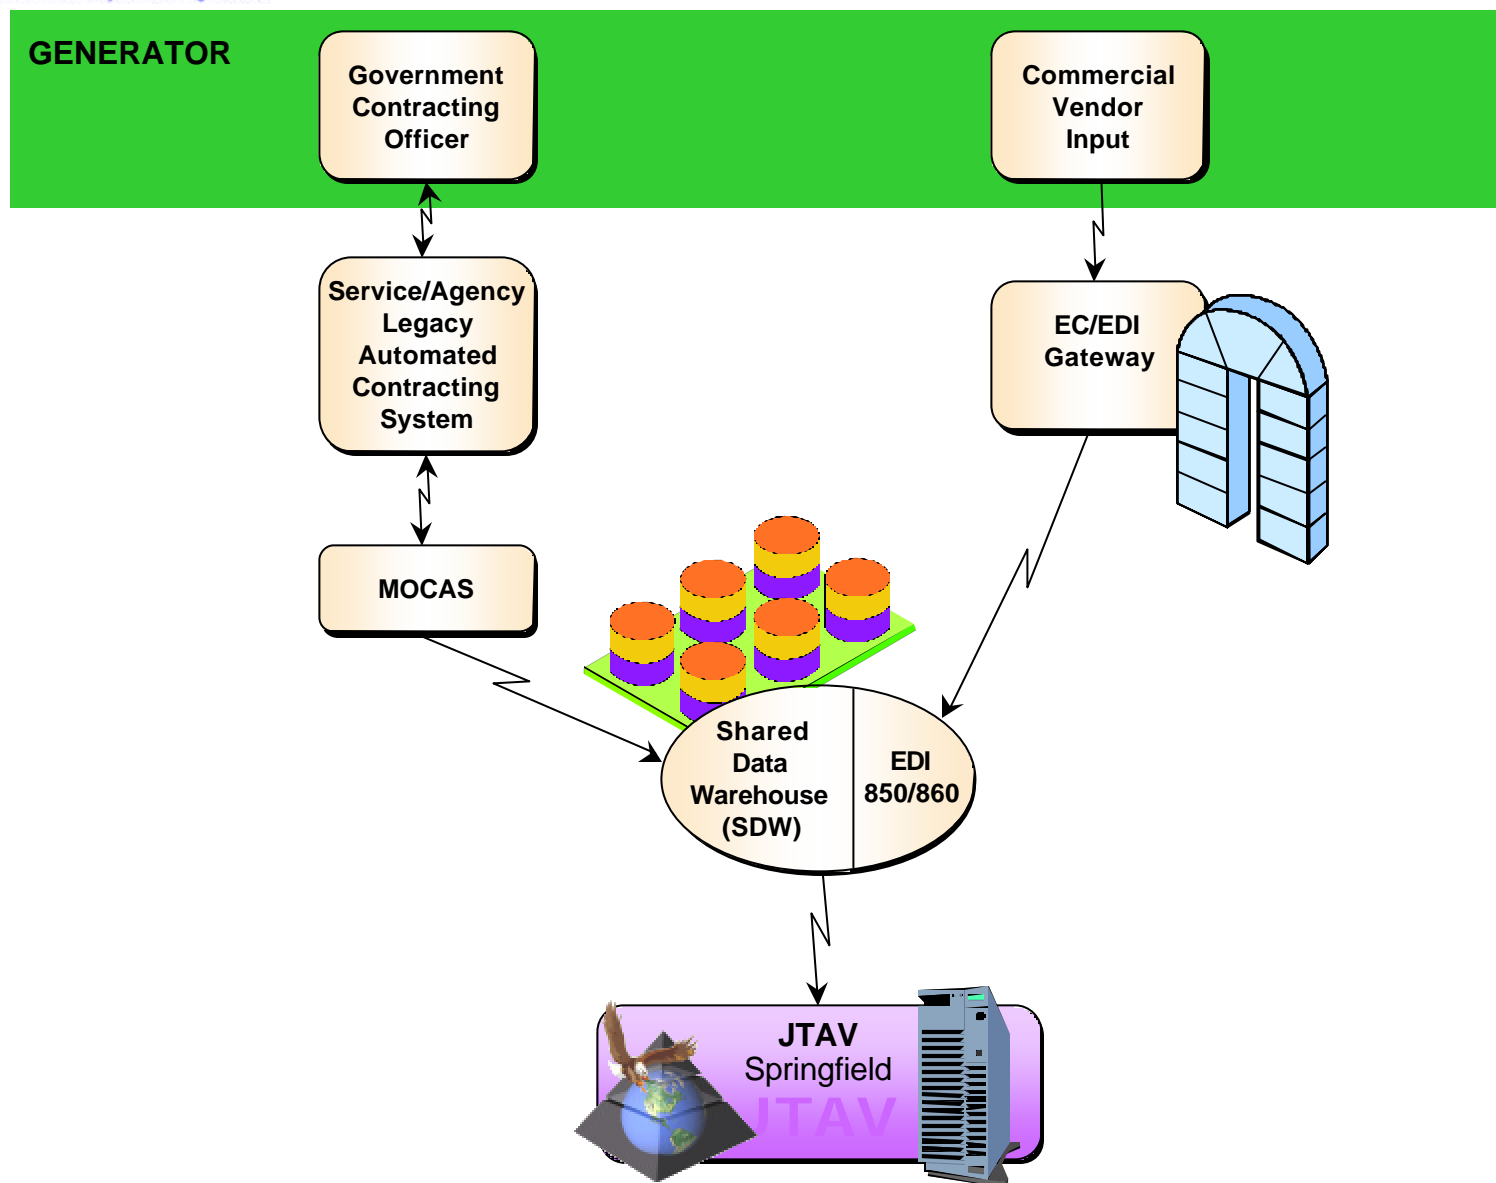 GENERATOR
Government
Contracting
Officer
Commercial
Vendor
Input
Service/Agency
Legacy
Automated
Contracting
System
EC/EDI
Gateway
MOCAS
Shared
Data
Warehouse
(SDW)
EDI
850/860
JTAV
Springfield
JTAV